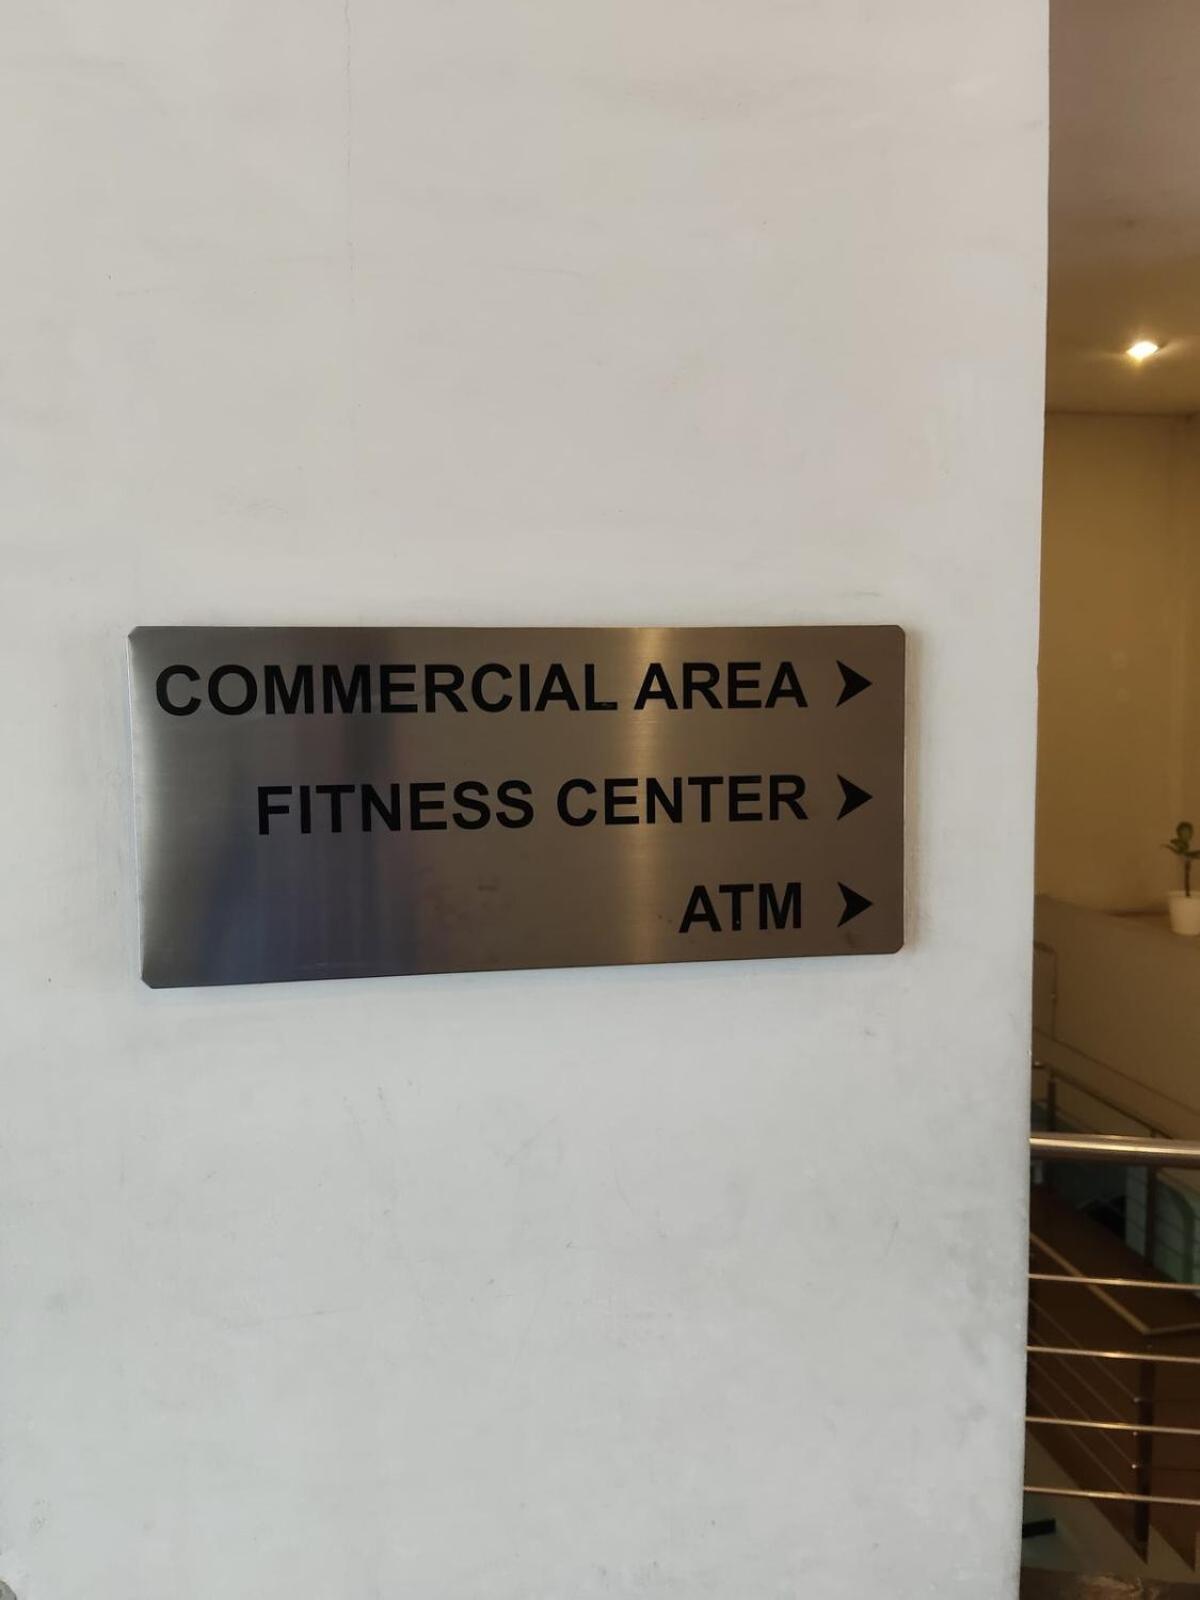 COMMERCIAL AREA ➤
FITNESS CENTER ➤
ATM ➤